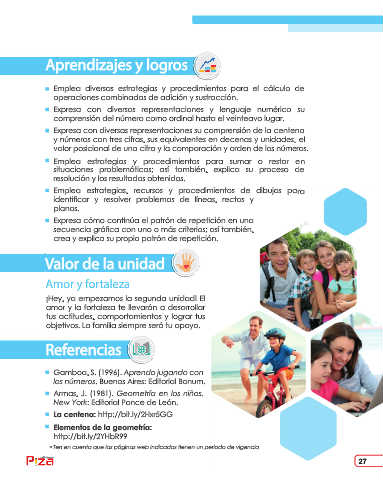 Aprendizajes y logros
Emplea diversas estrategias y procedimientos para el cálculo de
operaciones combinadas de adición y sustracción.
Expresa con diversas representaciones y lenguaje numérico su
comprensión del número como ordinal hasta el veinteavo lugar.
Expresa con diversas representaciones su comprensión de la centena
y números con tres cifras, sus equivalentes en decenas y unidades, el
valor posicional de una cifra y la comparación y orden de los números.
Emplea estrategias y procedimientos para sumar o restar en
situaciones problemáticas; así también, explica su proceso de
resolución y los resultados obtenidos.
Emplea estrategias, recursos y procedimientos de dibujos para
identificar y resolver problemas de líneas, rectas y
planos.
Expresa cómo continúa el patrón de repetición en una
secuencia gráfica con uno o más criterios; así también,
crea y explica su propio patrón de repetición.
Valor de la unidad
Amor y fortaleza
¡Hey, ya empezamos la segunda unidad! El
amor y la fortaleza te llevarán a desarrollar
tus actitudes, comportamientos y lograr tus
objetivos. La familia siempre será tu apoyo.
Referencias
Gamboa, S. (1996). Aprendo jugando con
los números. Buenos Aires: Editorial Bonum.
Armas, J. (1981). Geometría en los niños.
New York: Editorial Ponce de León.
La centena: http://bit.ly/2Hxr5GG
Elementos de la geometría:
http://bit.ly/2YHbR99
*Ten en cuenta que las páginas web indicadas tienen un periodo de vigencia
Piza
27